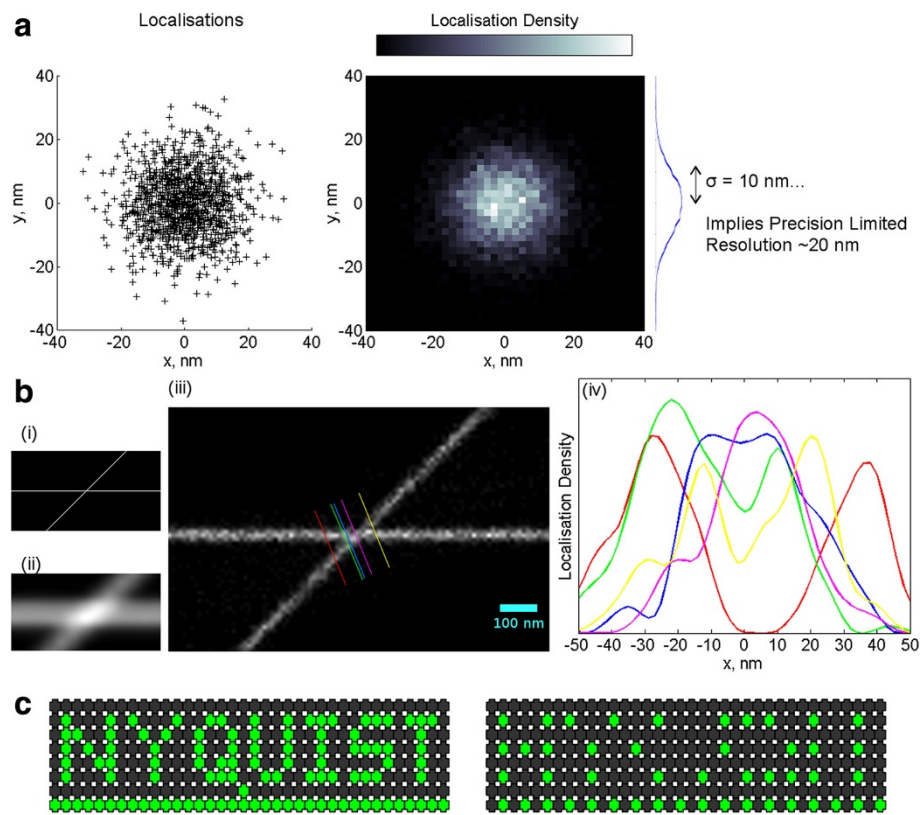 a
Localisations
Localisation Density
40
20
0
-20
-40
y, nm
-40
-20
0
20
40
x, nm
40
20
0
-20
-40
y, nm
-40
-20
0
20
40
x, nm
σ = 10 nm...
Implies Precision Limited
Resolution ~20 nm
b
(i)
(ii)
(iii)
100 nm
(iv)
Localisation Density
-50 -40 -30 -20 -10 0 10 20 30 40 50
x, nm
c
NYQUIST